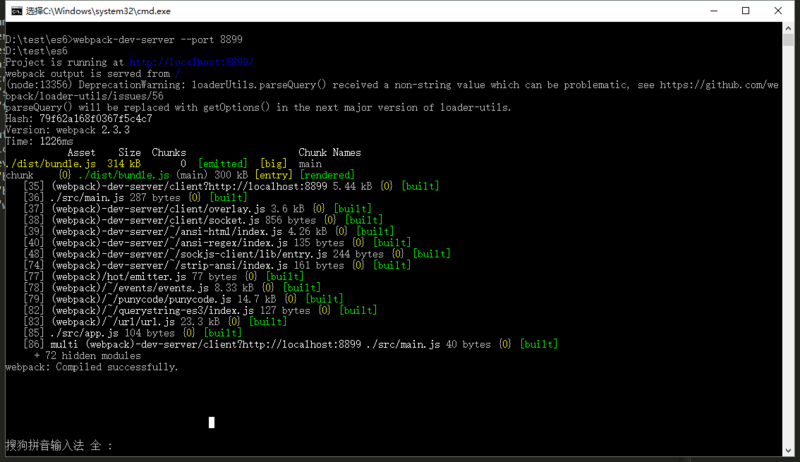 选择C:\Windows\system32\cmd.exe
D:\test\es6>webpack-dev-server --port 8899
D:\test\es6
Project is running at http://localhost:8899/
webpack output is served from /
(node:13356) DeprecationWarning: loaderUtils.parseQuery() received a non-string value which can be problematic, see https://github.com/we
bpack/loader-utils/issues/56
parseQuery() will be replaced with getOptions() in the next major version of loader-utils.
Hash: 79f62a168f0367f5c4c7
Version: webpack 2.3.3
Time: 1226ms
Asset Size Chunks Chunk Names
./dist/bundle.js 314 kB 0 [emitted] [big] main
chunk {0} ./dist/bundle.js (main) 300 kB [entry] [rendered]
[35] (webpack)-dev-server/client?http://localhost:8899 5.44 kB {0} [built]
[36] ./src/main.js 287 bytes {0} [built]
[37] (webpack)-dev-server/client/overlay.js 3.6 kB {0} [built]
[38] (webpack)-dev-server/client/socket.js 856 bytes {0} [built]
[39] (webpack)-dev-server/~/ansi-html/index.js 4.26 kB {0} [built]
[40] (webpack)-dev-server/~/ansi-regex/index.js 135 bytes {0} [built]
[48] (webpack)-dev-server/~/sockjs-client/lib/entry.js 244 bytes {0} [built]
[74] (webpack)-dev-server/~/strip-ansi/index.js 161 bytes {0} [built]
[77] (webpack)/hot/emitter.js 77 bytes {0} [built]
[78] (webpack)/~/events/events.js 8.33 kB {0} [built]
[79] (webpack)/~/punycode/punycode.js 14.7 kB {0} [built]
[82] (webpack)/~/querystring-es3/index.js 127 bytes {0} [built]
[83] (webpack)/~/url/url.js 23.3 kB {0} [built]
[85] ./src/app.js 104 bytes {0} [built]
[86] multi (webpack)-dev-server/client?http://localhost:8899 ./src/main.js 40 bytes {0} [built]
+ 72 hidden modules
webpack: Compiled successfully.
搜狗拼音输入法 全 :